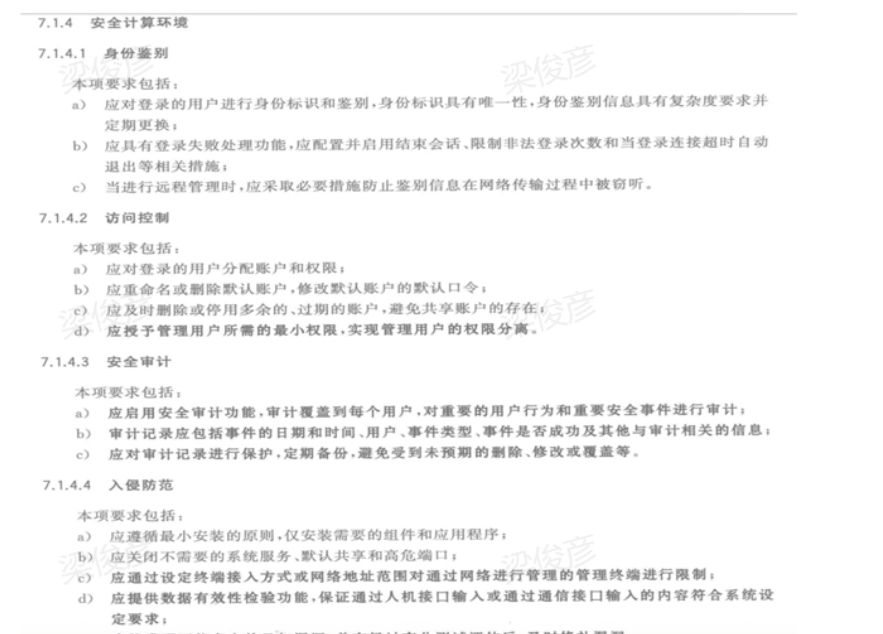 7.1.4 安全计算环境
7.1.4.1 身份鉴别
梁俊彦 梁俊彦
本项要求包括：
a） 应对登录的用户进行身份标识和鉴别，身份标识具有唯一性，身份鉴别信息具有复杂度要求并
定期更换；
b） 应具有登录失败处理功能，应配置并启用结束会话、限制非法登录次数和当登录连接超时自动
退出等相关措施；
c） 当进行远程管理时，应采取必要措施防止鉴别信息在网络传输过程中被窃听。
7.1.4.2 访问控制
本项要求包括：
a） 应对登录的用户分配账户和权限；
b） 应重命名或删除默认账户，修改默认账户的默认口令；
c） 应及时删除或停用多余的、过期的账户，避免共享账户的存在；
梁俊彦 梁俊彦
d） 应授予管理用户所需的最小权限，实现管理用户的权限分离。
7.1.4.3 安全审计
本项要求包括：
a） 应启用安全审计功能，审计覆盖到每个用户，对重要的用户行为和重要安全事件进行审计；
b） 审计记录应包括事件的日期和时间、用户、事件类型、事件是否成功及其他与审计相关的信息；
c） 应对审计记录进行保护，定期备份，避免受到未预期的删除、修改或覆盖等。
7.1.4.4 入侵防范
本项要求包括：
a） 应遵循最小安装的原则，仅安装需要的组件和应用程序；
b） 应关闭不需要的系统服务、默认共享和高危端口；
梁俊彦 梁俊彦
c） 应通过设定终端接入方式或网络地址范围对通过网络进行管理的管理终端进行限制；
d） 应提供数据有效性检验功能，保证通过人机接口输入或通过通信接口输入的内容符合系统设
定要求；